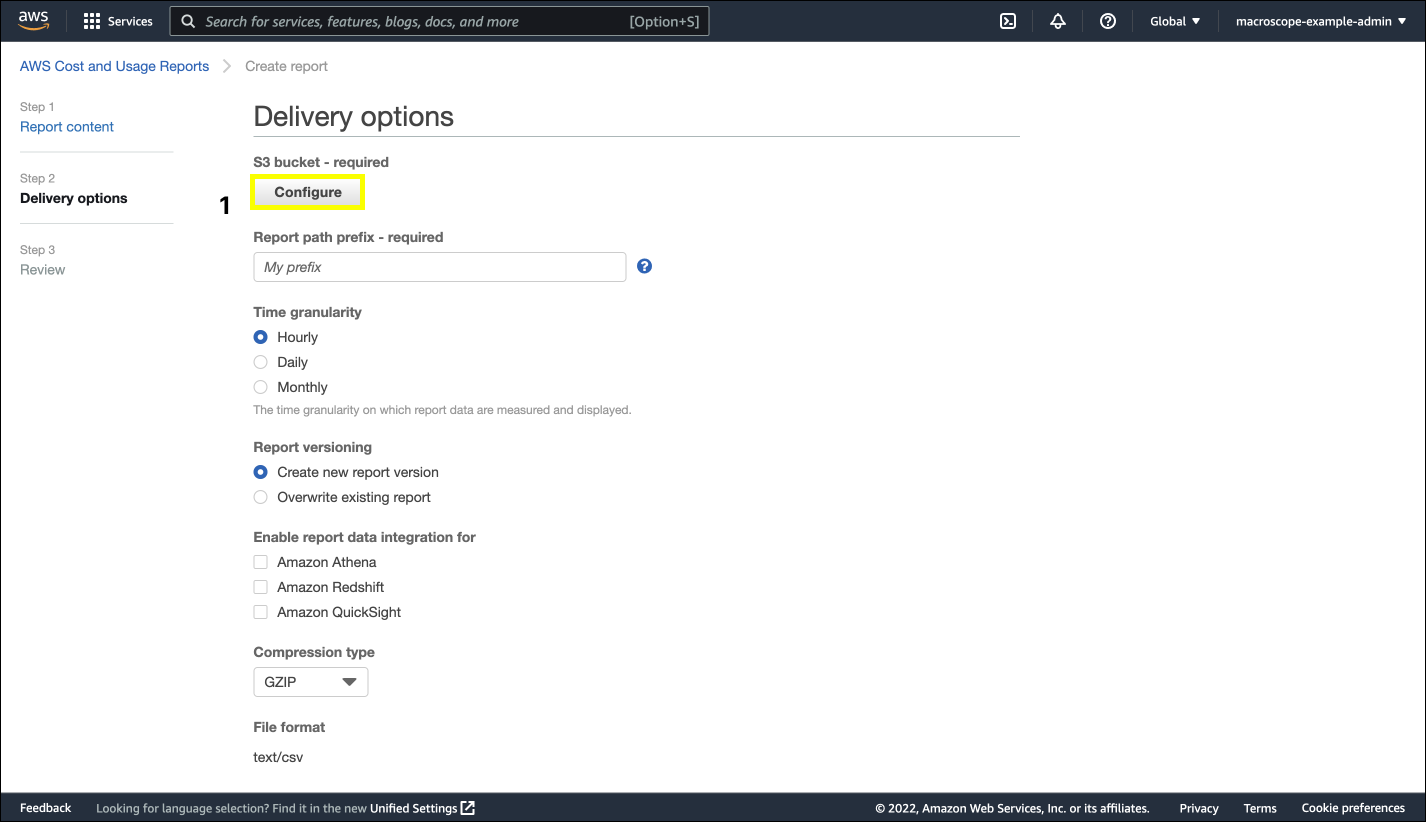 aws
Services
Search for services, features, blogs, docs, and more
[Option+S]
Global
macroscope-example-admin
AWS Cost and Usage Reports
Create report
Step 1
Report content
Step 2
Delivery options
Step 3
Review
Delivery options
S3 bucket - required
1
Configure
Report path prefix - required
My prefix
?
Time granularity
Hourly
Daily
Monthly
The time granularity on which report data are measured and displayed.
Report versioning
Create new report version
Overwrite existing report
Enable report data integration for
Amazon Athena
Amazon Redshift
Amazon QuickSight
Compression type
GZIP
File format
text/csv
Feedback
Looking for language selection? Find it in the new Unified Settings
© 2022, Amazon Web Services, Inc. or its affiliates.
Privacy
Terms
Cookie preferences